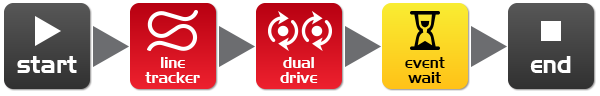 start
line
tracker
dual
drive
event
wait
end